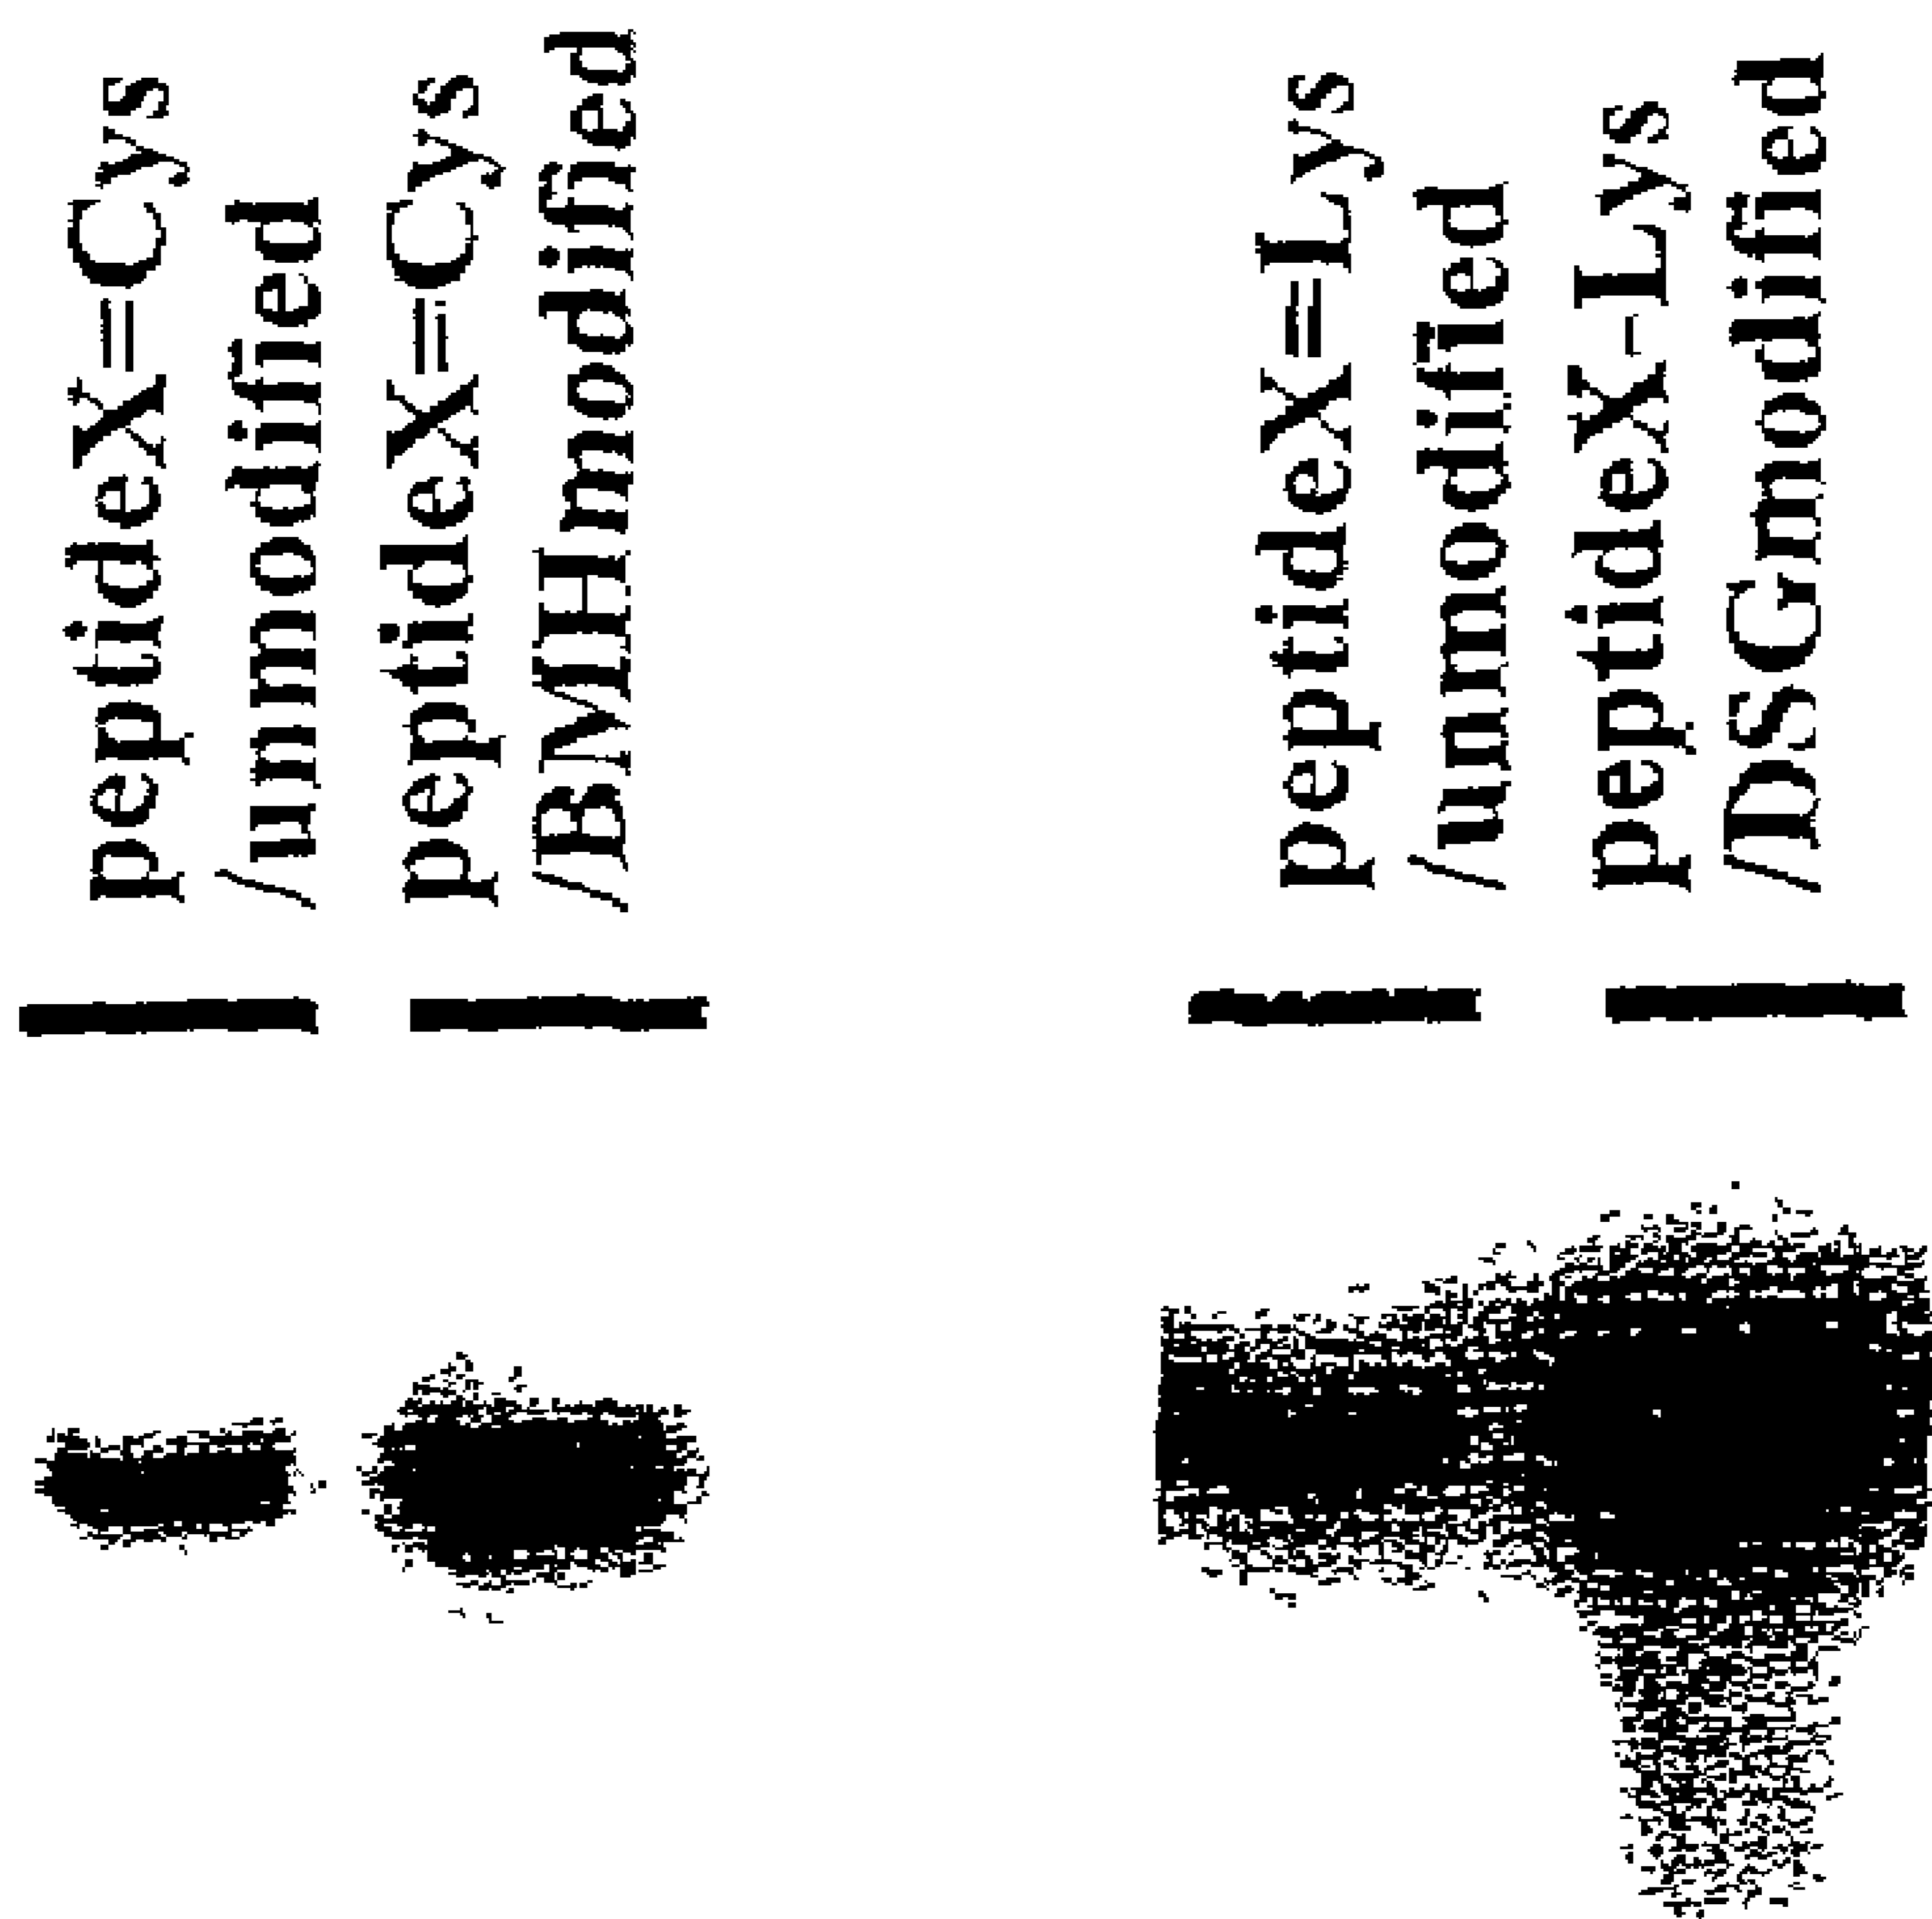 peptideX=Cys
/unmodified
peptideX=Cys
/BMHmodified
peptideX=Lys
/unmodified
peptideX-Lys
/DSGmodified